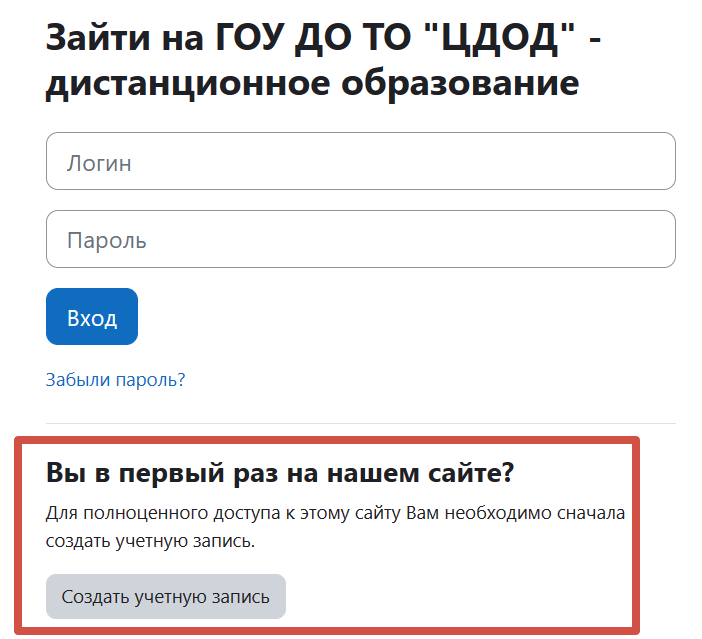 Зайти на ГОУ ДО ТО "ЦДОД" -
дистанционное образование
Логин
Пароль
Вход
Забыли пароль?
Вы в первый раз на нашем сайте?
Для полноценного доступа к этому сайту Вам необходимо сначала
создать учетную запись.
Создать учетную запись